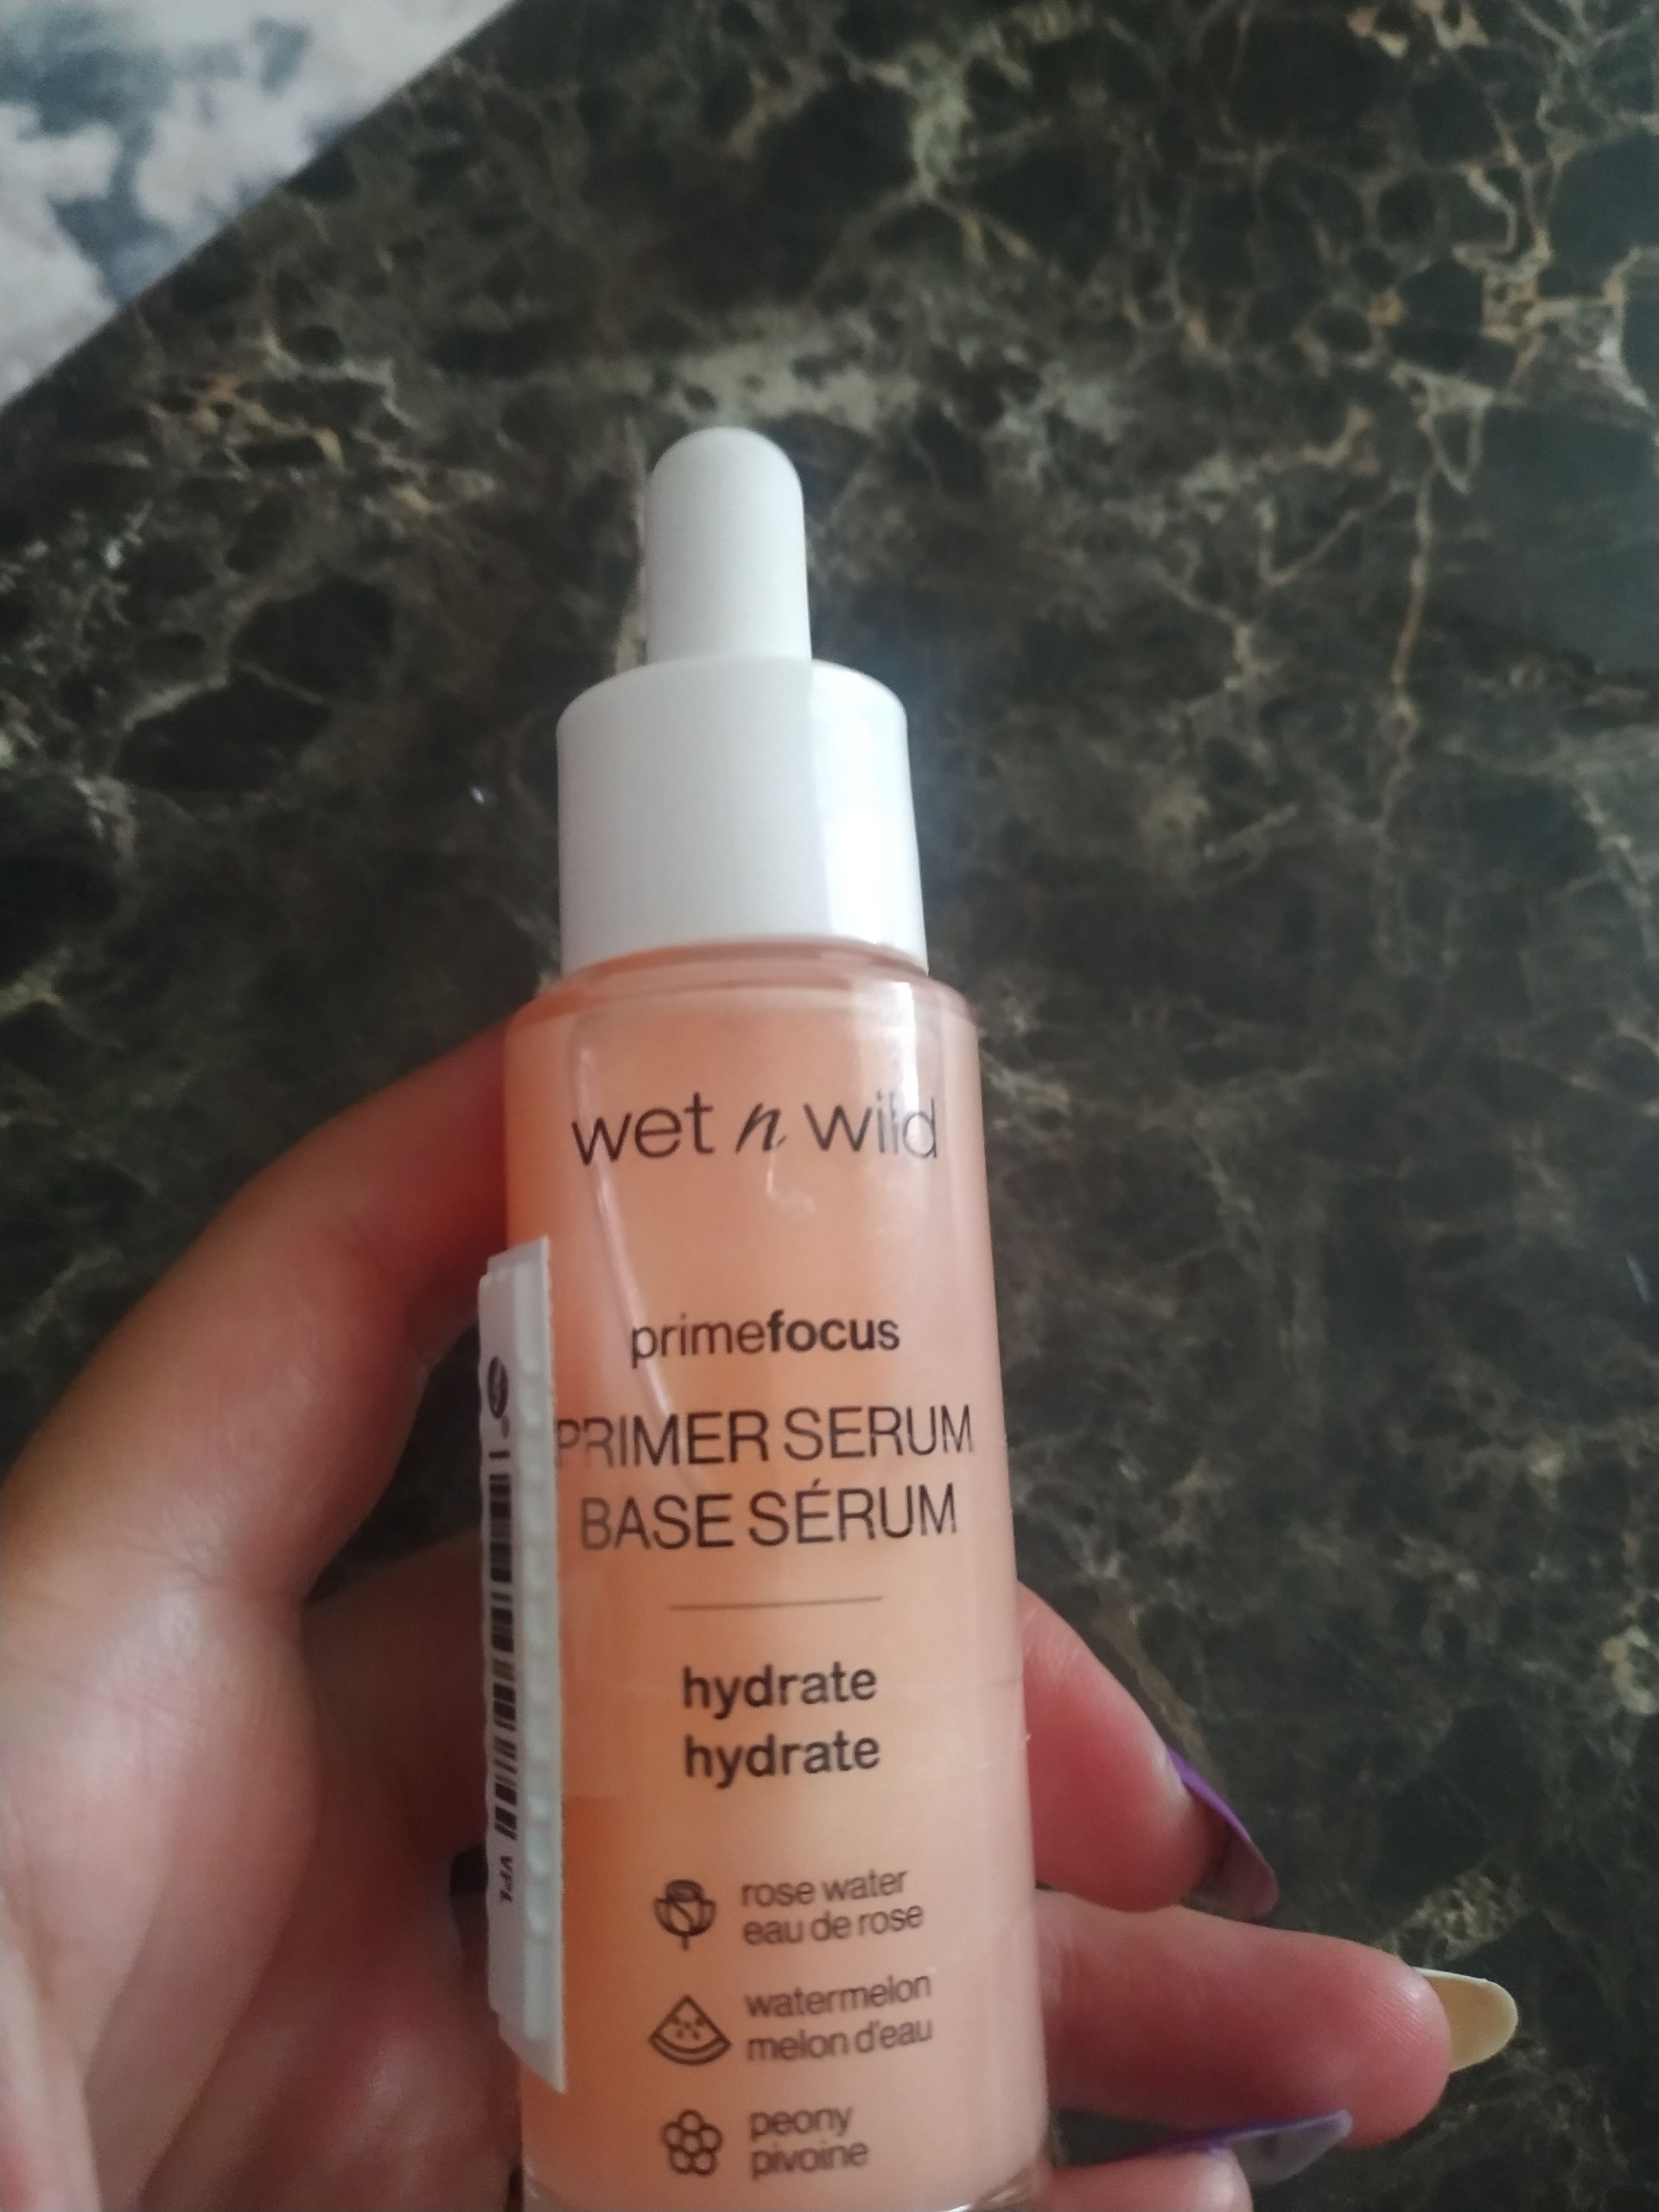 wet n wild
primefocus
PRIMER SERUM
BASE SÉRUM
hydrate
hydrate
rose water
eau de rose
watermelon
melon d'eau
peony
pivoine